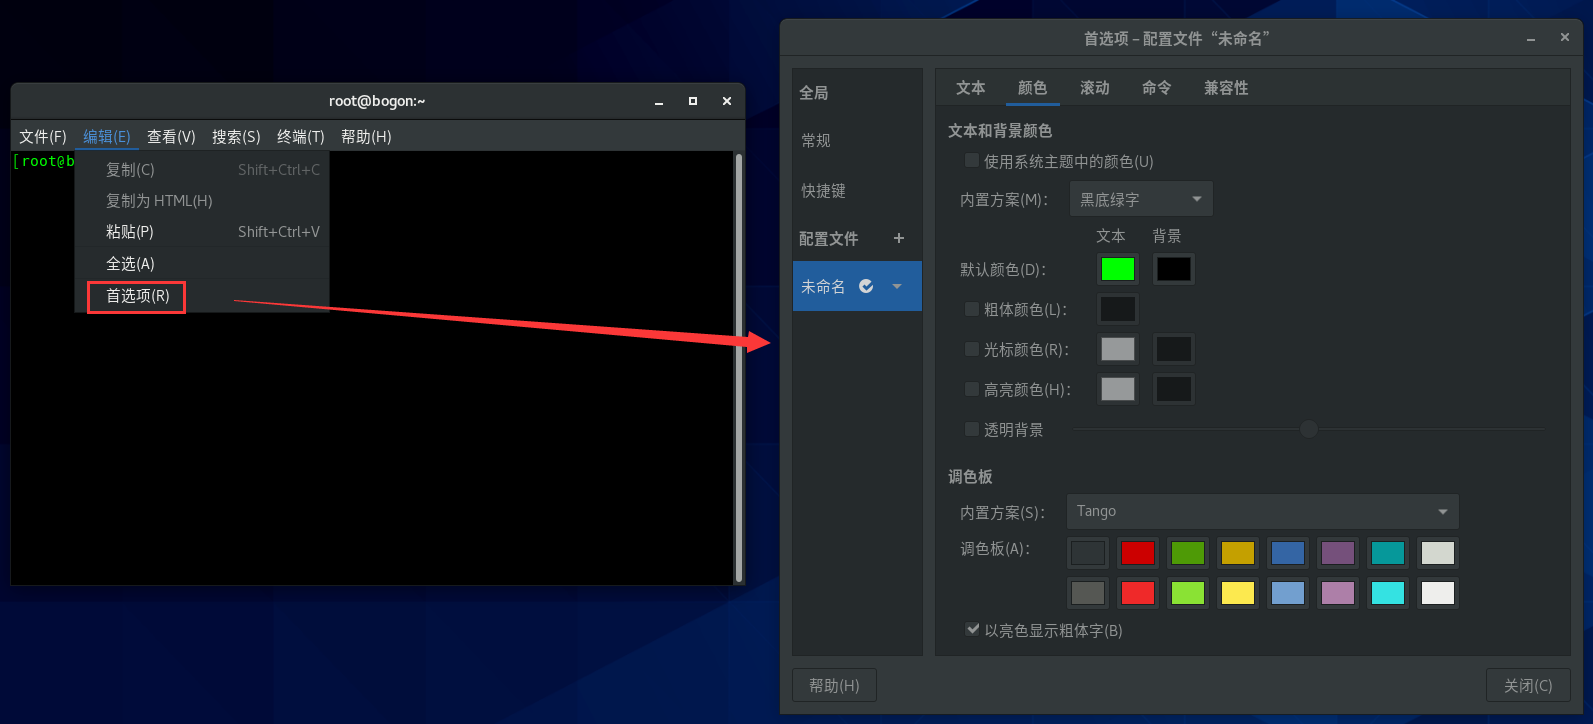 root@bogon:~
文件(F) 编辑(E) 查看(V) 搜索(S) 终端(T) 帮助(H)
[root@b
复制(C) Shift+Ctrl+C
复制为 HTML(H)
粘贴(P) Shift+Ctrl+V
全选(A)
首选项(R)
首选项 – 配置文件 “未命名”
全局
常规
快捷键
配置文件 +
未命名
文本 颜色 滚动 命令 兼容性
文本和背景颜色
使用系统主题中的颜色(U)
内置方案(M)： 黑底绿字
文本 背景
默认颜色(D)：
粗体颜色(L)：
光标颜色(R)：
高亮颜色(H)：
透明背景
调色板
内置方案(S)： Tango
调色板(A)：
以亮色显示粗体字(B)
帮助(H) 关闭(C)